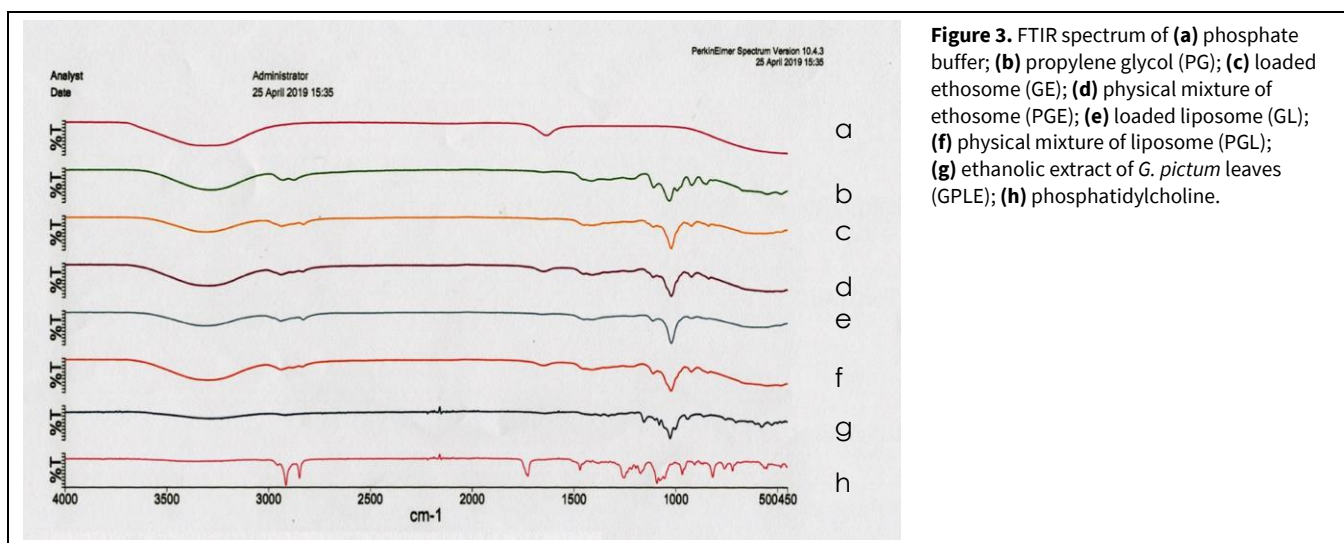 PerkinElmer Spectrum Version 10.4.3
25 April 2019 15:35
Analyst Administrator
Date 25 April 2019 15:35
%T a
%T b
%T c
%T d
%T e
%T f
%T g
%T h
4000 3500 3000 2500 2000 1500 1000 500450
cm-1
Figure 3. FTIR spectrum of (a) phosphate
buffer; (b) propylene glycol (PG); (c) loaded
ethosome (GE); (d) physical mixture of
ethosome (PGE); (e) loaded liposome (GL);
(f) physical mixture of liposome (PGL);
(g) ethanolic extract of G. pictum leaves
(GPLE); (h) phosphatidylcholine.